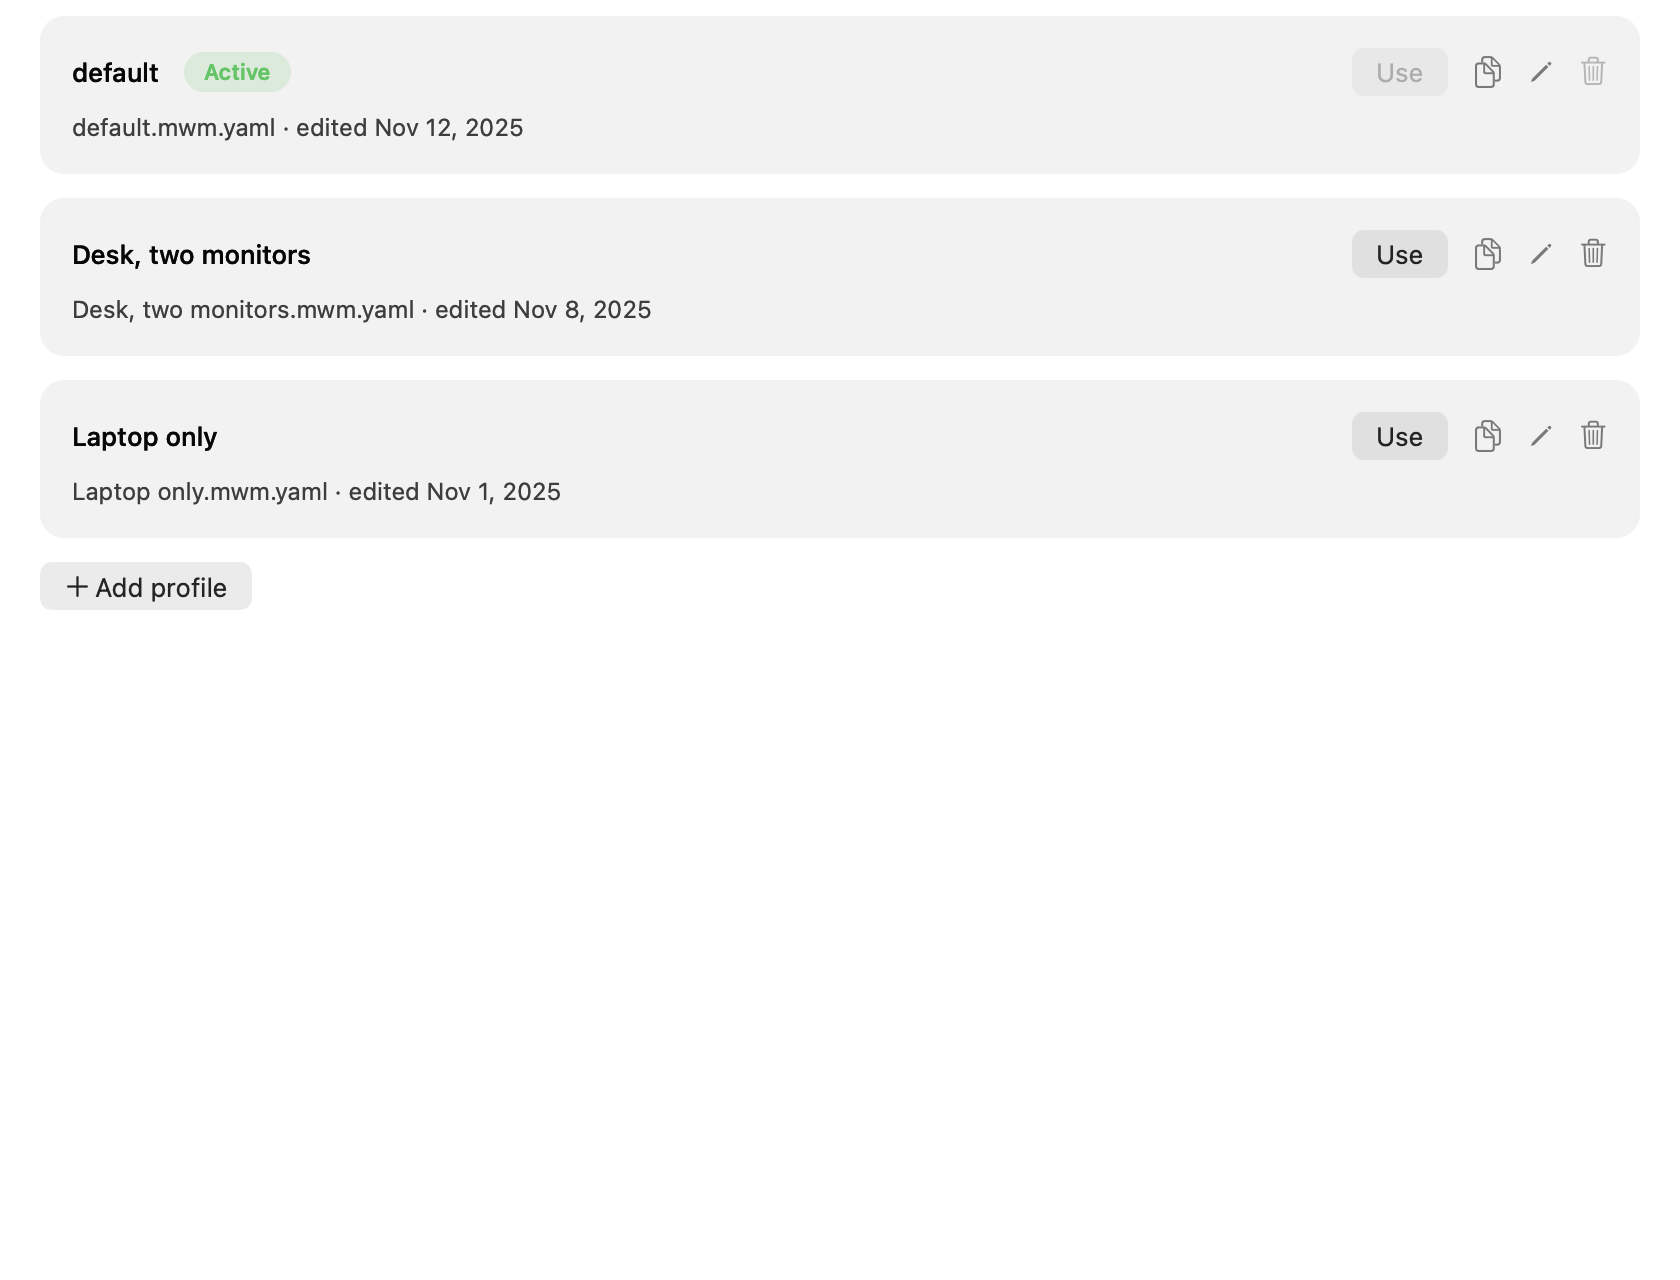 default Active Use
default.mwm.yaml · edited Nov 12, 2025
Desk, two monitors Use
Desk, two monitors.mwm.yaml · edited Nov 8, 2025
Laptop only Use
Laptop only.mwm.yaml · edited Nov 1, 2025
Add profile